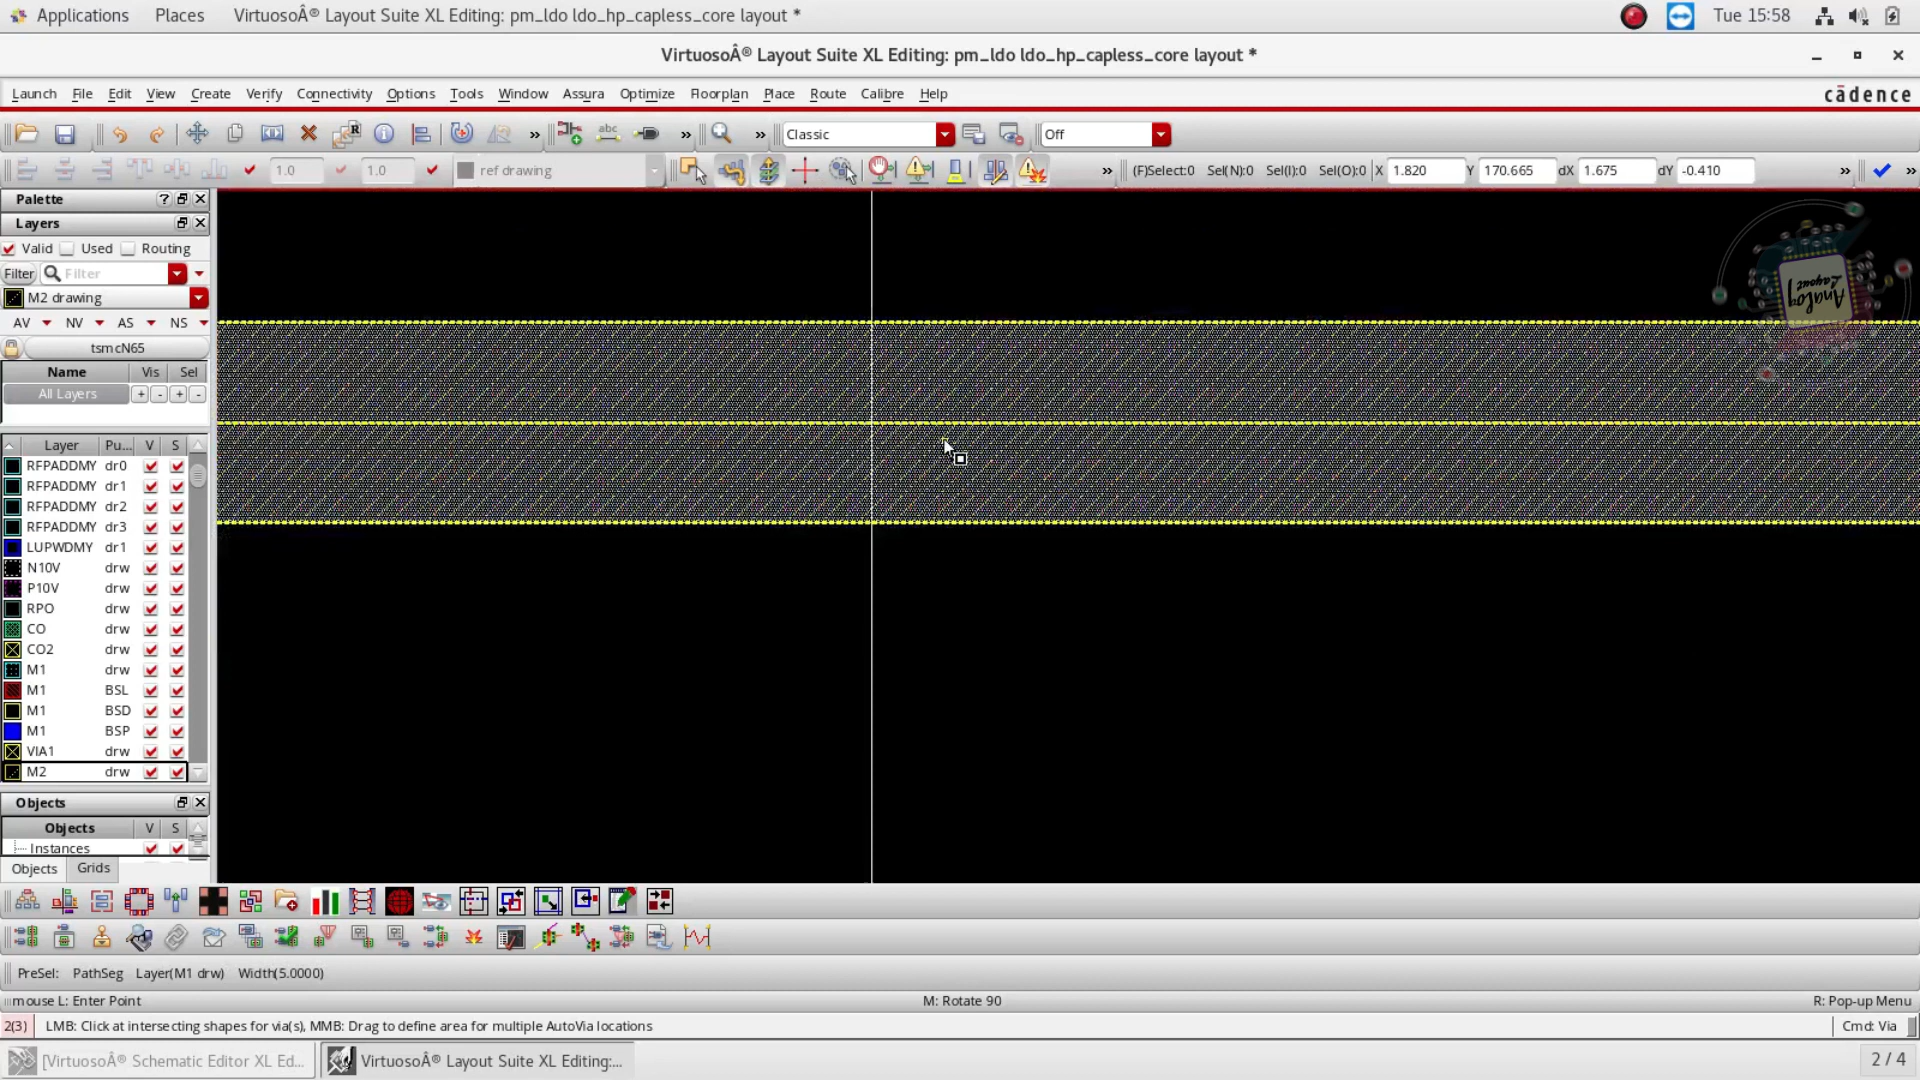 Applications Places VirtuosoÂ® Layout Suite XL Editing: pm_ldo ldo_hp_capless_core layout * Tue 15:58
VirtuosoÂ® Layout Suite XL Editing: pm_ldo ldo_hp_capless_core layout *
Launch File Edit View Create Verify Connectivity Options Tools Window Assura Optimize Floorplan Place Route Calibre Help cādence
R abc » » » Classic Off
1.0 1.0 ref drawing » (F)Select:0 Sel(N):0 Sel(I):0 Sel(O):0 X 1.820 Y 170.665 dX 1.675 dY -0.410 » »
Palette ?
Layers
Valid Used Routing
Filter Filter
M2 drawing
AV NV AS NS
tsmcN65
Name Vis Sel
All Layers + - + -
Layer Pu... V S
RFPADDMY dr0
RFPADDMY dr1
RFPADDMY dr2
RFPADDMY dr3
LUPWDMY dr1
N10V drw
P10V drw
RPO drw
CO drw
CO2 drw
M1 drw
M1 BSL
M1 BSD
M1 BSP
VIA1 drw
M2 drw
Objects
Objects V S
Instances
Objects Grids
PreSel: PathSeg Layer(M1 drw) Width(5.0000)
mouse L: Enter Point M: Rotate 90 R: Pop-up Menu
2(3) LMB: Click at intersecting shapes for via(s), MMB: Drag to define area for multiple AutoVia locations Cmd: Via
[VirtuosoÂ® Schematic Editor XL Ed... VirtuosoÂ® Layout Suite XL Editing:... 2 / 4
Analog
Layout